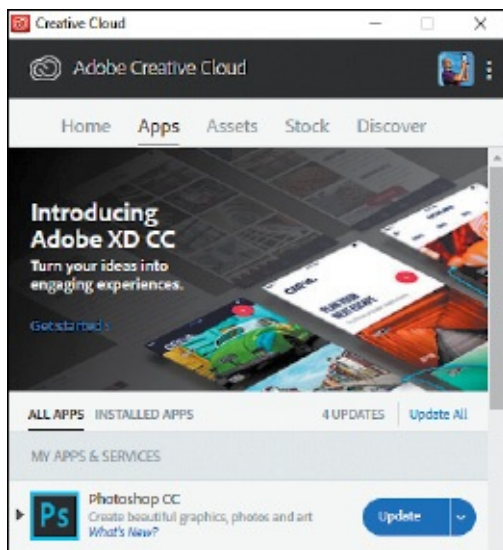 Creative Cloud
Adobe Creative Cloud
Home Apps Assets Stock Discover
Introducing
Adobe XD CC
Turn your ideas into
engaging experiences.
Get started ›
ALL APPS INSTALLED APPS 4 UPDATES Update All
MY APPS & SERVICES
Ps Photoshop CC
Create beautiful graphics, photos and art
What's New?
Update